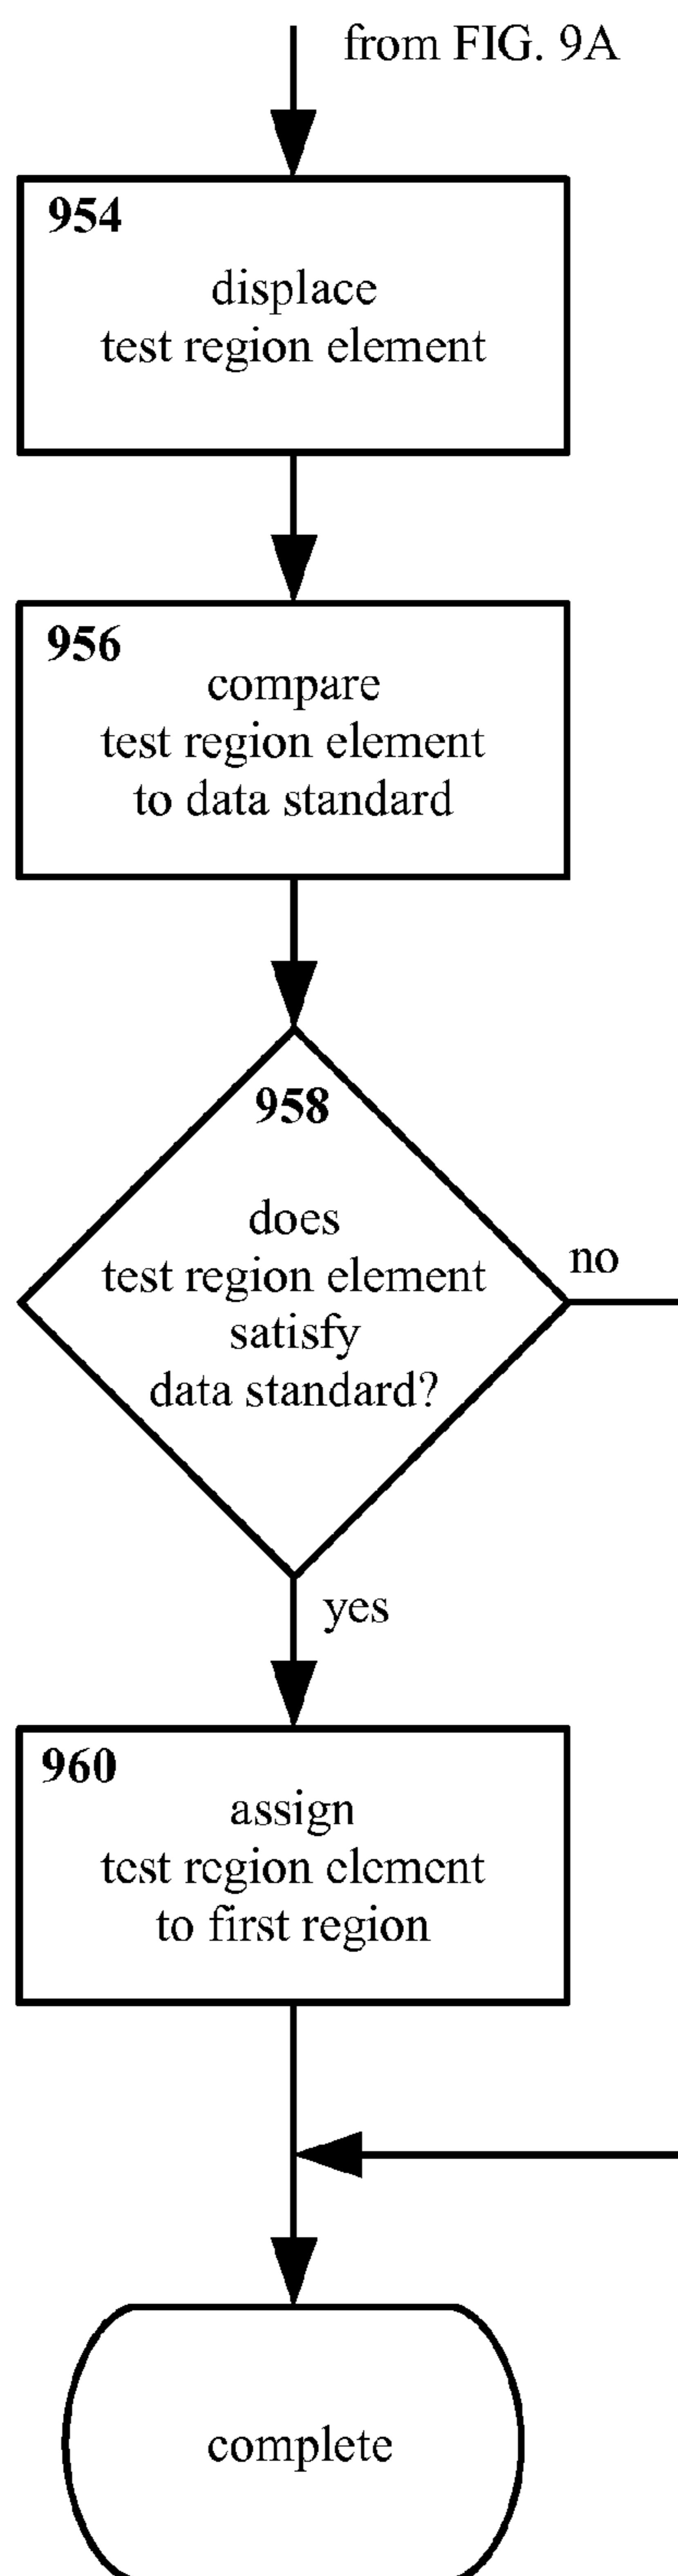 from FIG. 9A
954
displace
test region element
956
compare
test region element
to data standard
958
does
test region element
satisfy
data standard?
no
yes
960
assign
test region element
to first region
complete